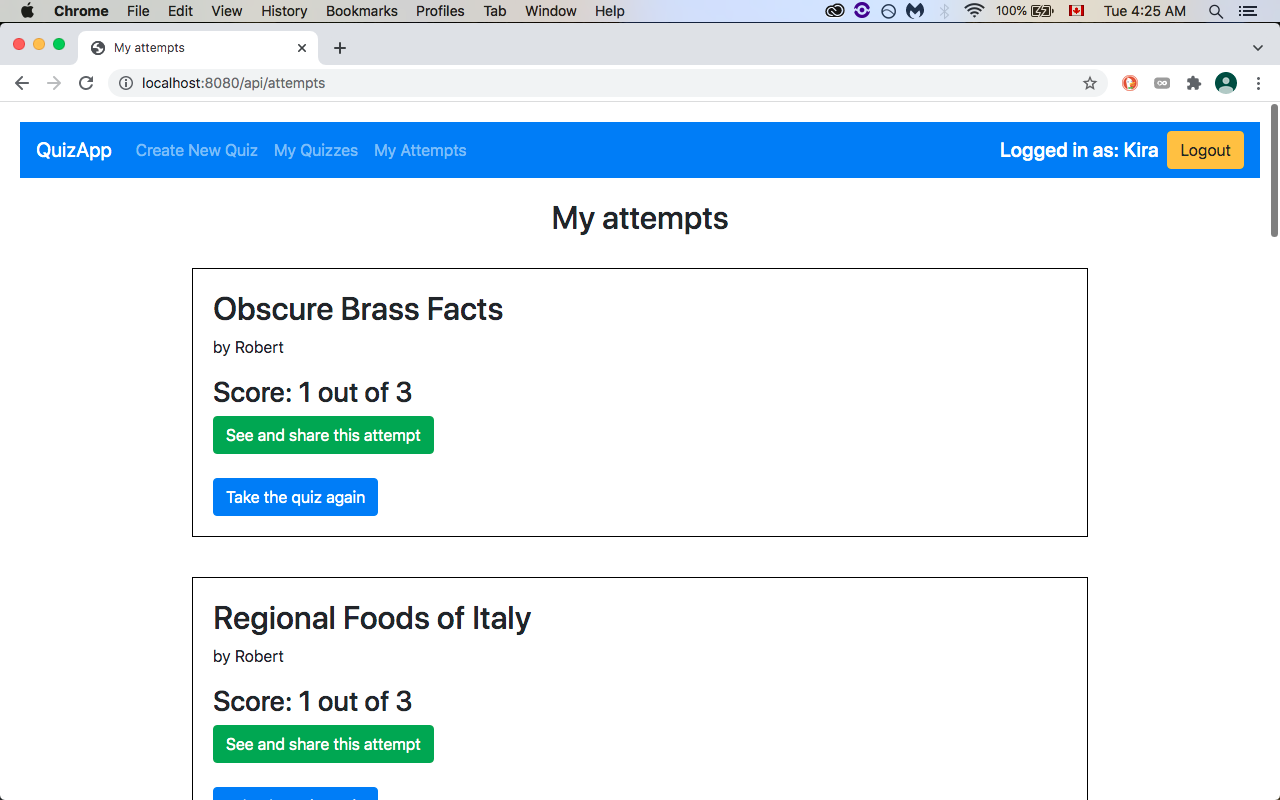 Chrome File Edit View History Bookmarks Profiles Tab Window Help 100% Tue 4:25 AM
My attempts
localhost:8080/api/attempts
QuizApp Create New Quiz My Quizzes My Attempts Logged in as: Kira Logout
My attempts
Obscure Brass Facts
by Robert
Score: 1 out of 3
See and share this attempt
Take the quiz again
Regional Foods of Italy
by Robert
Score: 1 out of 3
See and share this attempt